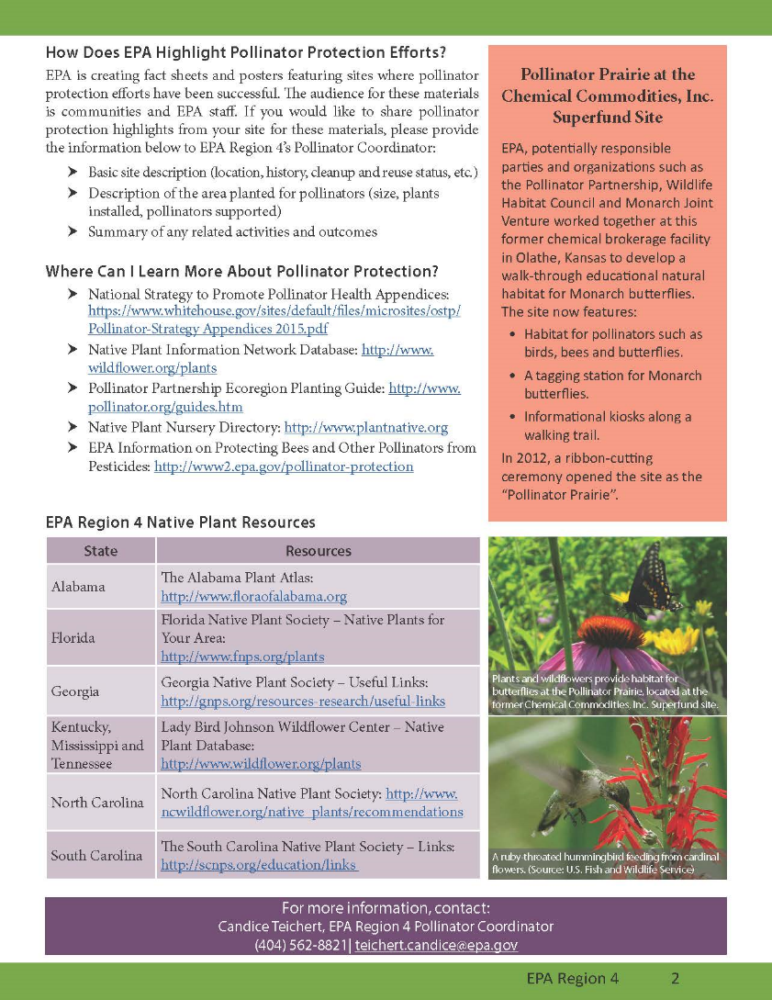 How Does EPA Highlight Pollinator Protection Efforts?
EPA is creating fact sheets and posters featuring sites where pollinator
protection efforts have been successful. The audience for these materials
is communities and EPA staff. If you would like to share pollinator
protection highlights from your site for these materials, please provide
the information below to EPA Region 4's Pollinator Coordinator:
➤ Basic site description (location, history, cleanup and reuse status, etc.)
➤ Description of the area planted for pollinators (size, plants
installed, pollinators supported)
➤ Summary of any related activities and outcomes
Where Can I Learn More About Pollinator Protection?
➤ National Strategy to Promote Pollinator Health Appendices:
https://www.whitehouse.gov/sites/default/files/microsites/ostp/
Pollinator-Strategy Appendices 2015.pdf
➤ Native Plant Information Network Database: http://www.
wildflower.org/plants
➤ Pollinator Partnership Ecoregion Planting Guide: http://www.
pollinator.org/guides.htm
➤ Native Plant Nursery Directory: http://www.plantnative.org
➤ EPA Information on Protecting Bees and Other Pollinators from
Pesticides: http://www2.epa.gov/pollinator-protection
Pollinator Prairie at the
Chemical Commodities, Inc.
Superfund Site
EPA, potentially responsible
parties and organizations such as
the Pollinator Partnership, Wildlife
Habitat Council and Monarch Joint
Venture worked together at this
former chemical brokerage facility
in Olathe, Kansas to develop a
walk-through educational natural
habitat for Monarch butterflies.
The site now features:
• Habitat for pollinators such as
birds, bees and butterflies.
• A tagging station for Monarch
butterflies.
• Informational kiosks along a
walking trail.
In 2012, a ribbon-cutting
ceremony opened the site as the
“Pollinator Prairie”.
EPA Region 4 Native Plant Resources
State Resources
Alabama
The Alabama Plant Atlas:
http://www.floraofalabama.org
Florida
Florida Native Plant Society – Native Plants for
Your Area:
http://www.fnps.org/plants
Georgia
Georgia Native Plant Society – Useful Links:
http://gnps.org/resources-research/useful-links
Kentucky,
Mississippi and
Tennessee
Lady Bird Johnson Wildflower Center – Native
Plant Database:
http://www.wildflower.org/plants
North Carolina
North Carolina Native Plant Society: http://www.
ncwildflower.org/native_plants/recommendations
South Carolina
The South Carolina Native Plant Society – Links:
http://scnps.org/education/links
Plants and wildflowers provide habitat for
butterflies at the Pollinator Prairie, located at the
former Chemical Commodities, Inc. Superfund site.
A ruby-throated hummingbird feeding from cardinal
flowers. (Source: U.S. Fish and Wildlife Service)
For more information, contact:
Candice Teichert, EPA Region 4 Pollinator Coordinator
(404) 562-8821| teichert.candice@epa.gov
EPA Region 4 2